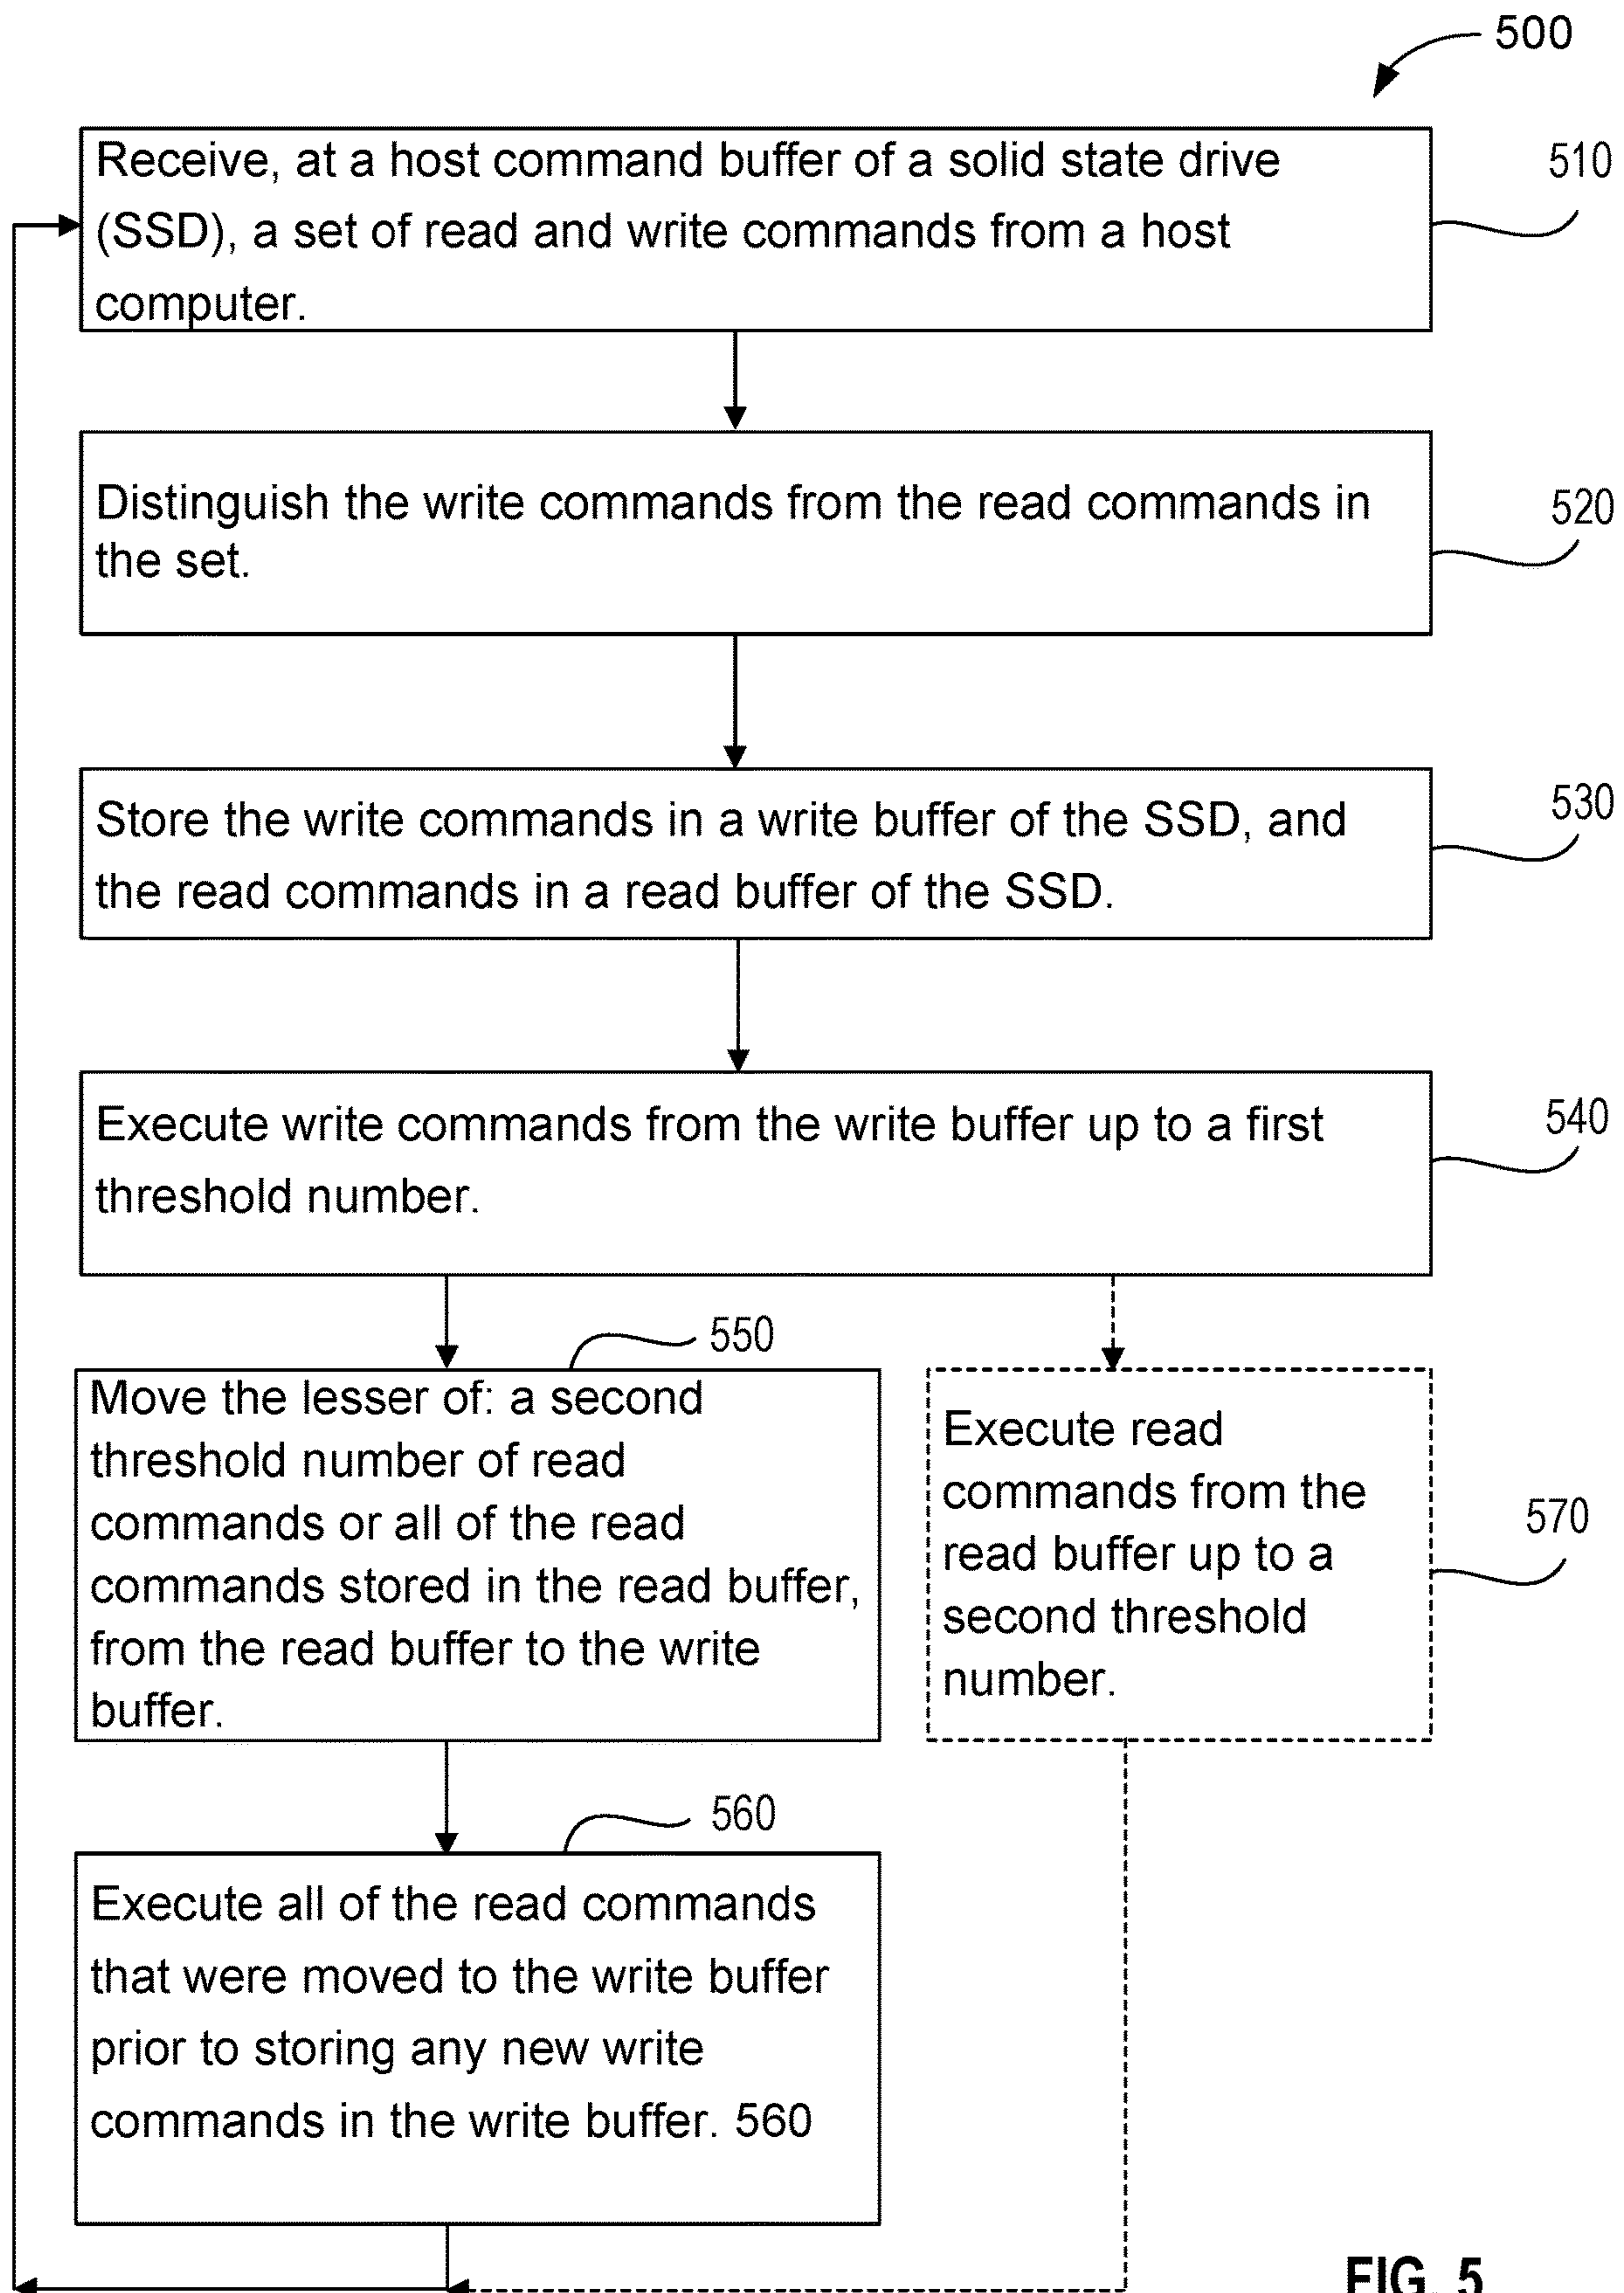 500
Receive, at a host command buffer of a solid state drive
(SSD), a set of read and write commands from a host
computer.
510
Distinguish the write commands from the read commands in
the set.
520
Store the write commands in a write buffer of the SSD, and
the read commands in a read buffer of the SSD.
530
Execute write commands from the write buffer up to a first
threshold number.
540
550
Move the lesser of: a second
threshold number of read
commands or all of the read
commands stored in the read buffer,
from the read buffer to the write
buffer.
Execute read
commands from the
read buffer up to a
second threshold
number.
570
560
Execute all of the read commands
that were moved to the write buffer
prior to storing any new write
commands in the write buffer. 560
FIG. 5